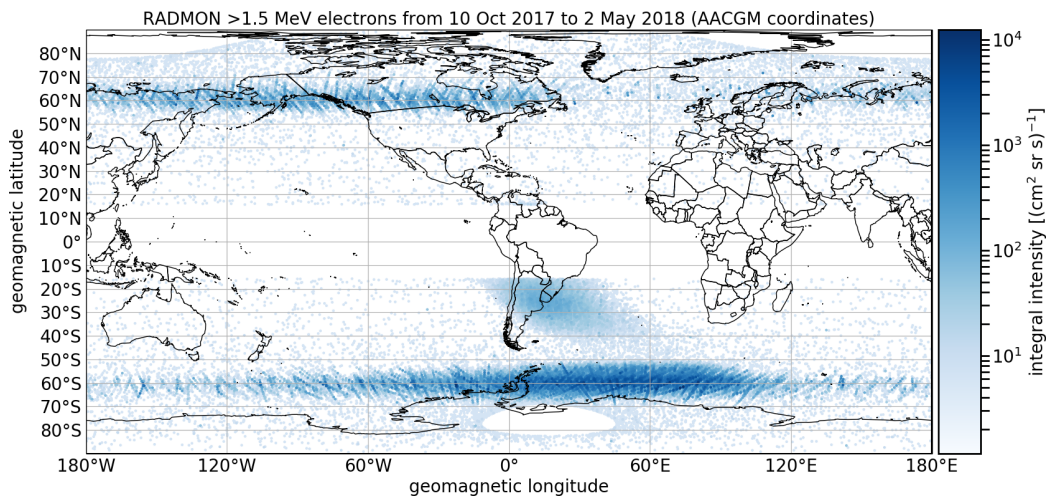 RADMON >1.5 MeV electrons from 10 Oct 2017 to 2 May 2018 (AACGM coordinates)
80°N
70°N
60°N
50°N
40°N
30°N
20°N
10°N
0°
10°S
20°S
30°S
40°S
50°S
60°S
70°S
80°S
geomagnetic latitude
180°W
120°W
60°W
0°
60°E
120°E
180°E
geomagnetic longitude
10⁴
10³
10²
10¹
integral intensity [(cm² sr s)⁻¹]